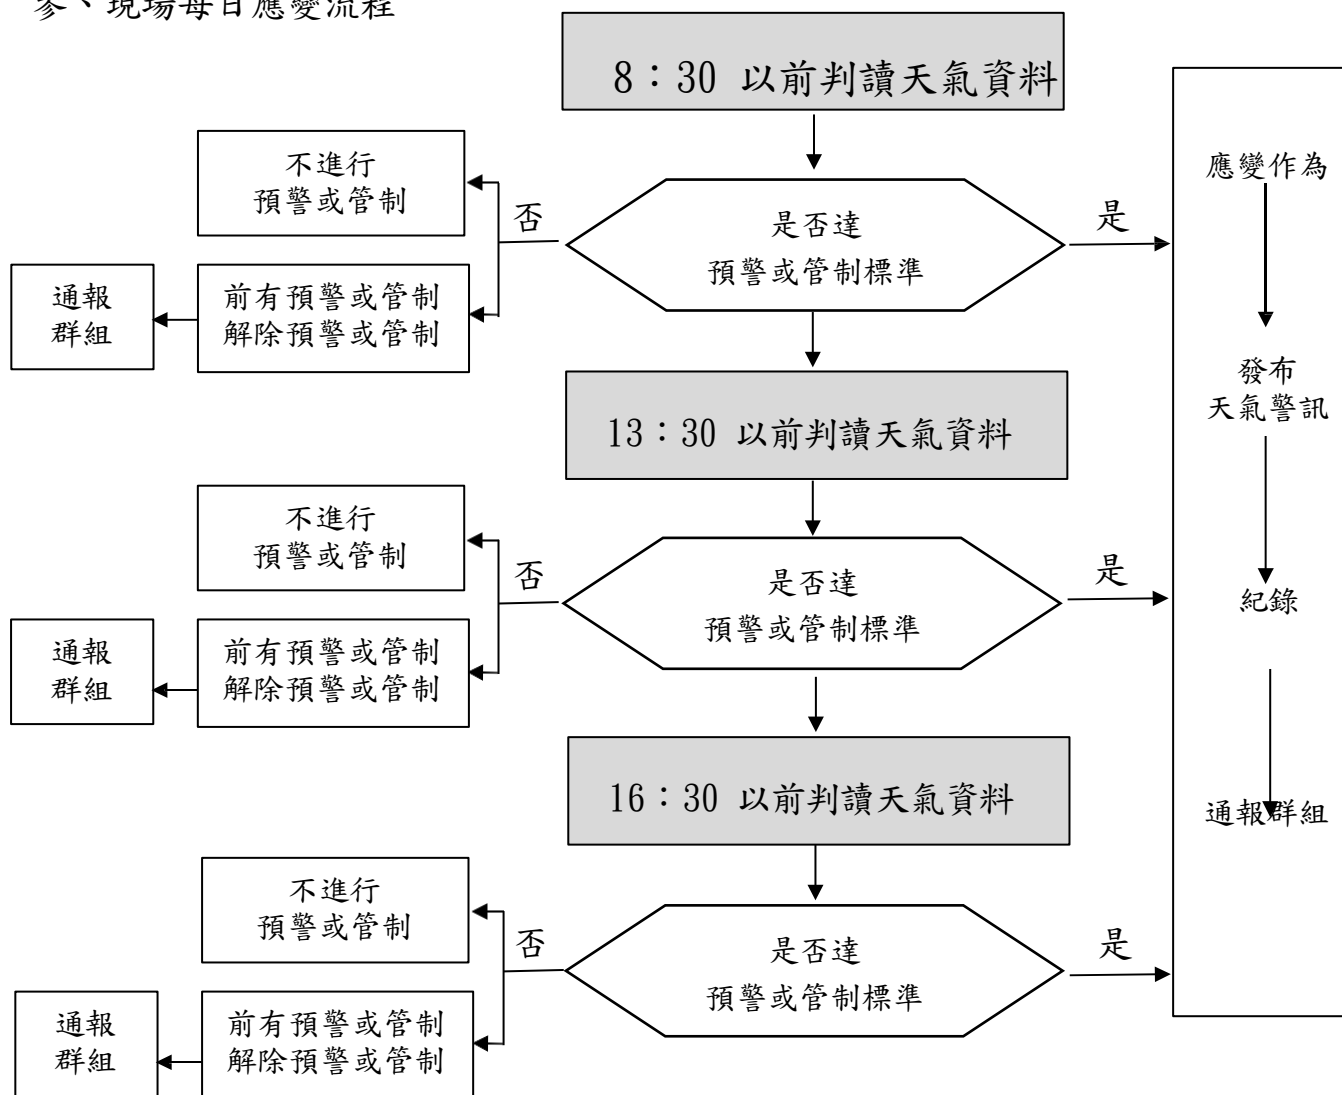 參、現場每日應變流程
8：30 以前判讀天氣資料
不進行
預警或管制
否
是否達
預警或管制標準
是
應變作為
通報
群組
前有預警或管制
解除預警或管制
發布
天氣警訊
13：30 以前判讀天氣資料
不進行
預警或管制
否
是否達
預警或管制標準
是
紀錄
通報
群組
前有預警或管制
解除預警或管制
16：30 以前判讀天氣資料
通報群組
不進行
預警或管制
否
是否達
預警或管制標準
是
通報
群組
前有預警或管制
解除預警或管制